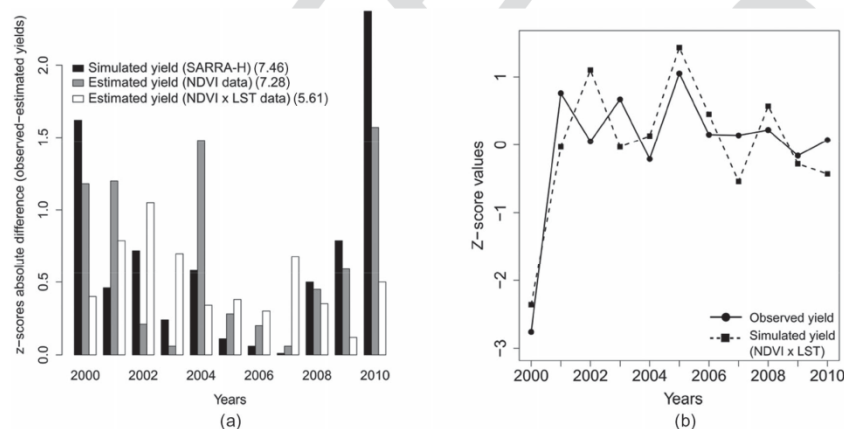 (a)
(b)
z-scores absolute difference (observed-estimated yields)
2.0
1.5
1.0
0.5
0.0
Simulated yield (SARRA-H) (7.46)
Estimated yield (NDVI data) (7.28)
Estimated yield (NDVI x LST data) (5.61)
2000 2002 2004 2006 2008 2010
Years
(a)
Z-score values
1
0
-1
-2
-3
Observed yield
Simulated yield
(NDVI x LST)
2000 2002 2004 2006 2008 2010
Years
(b)